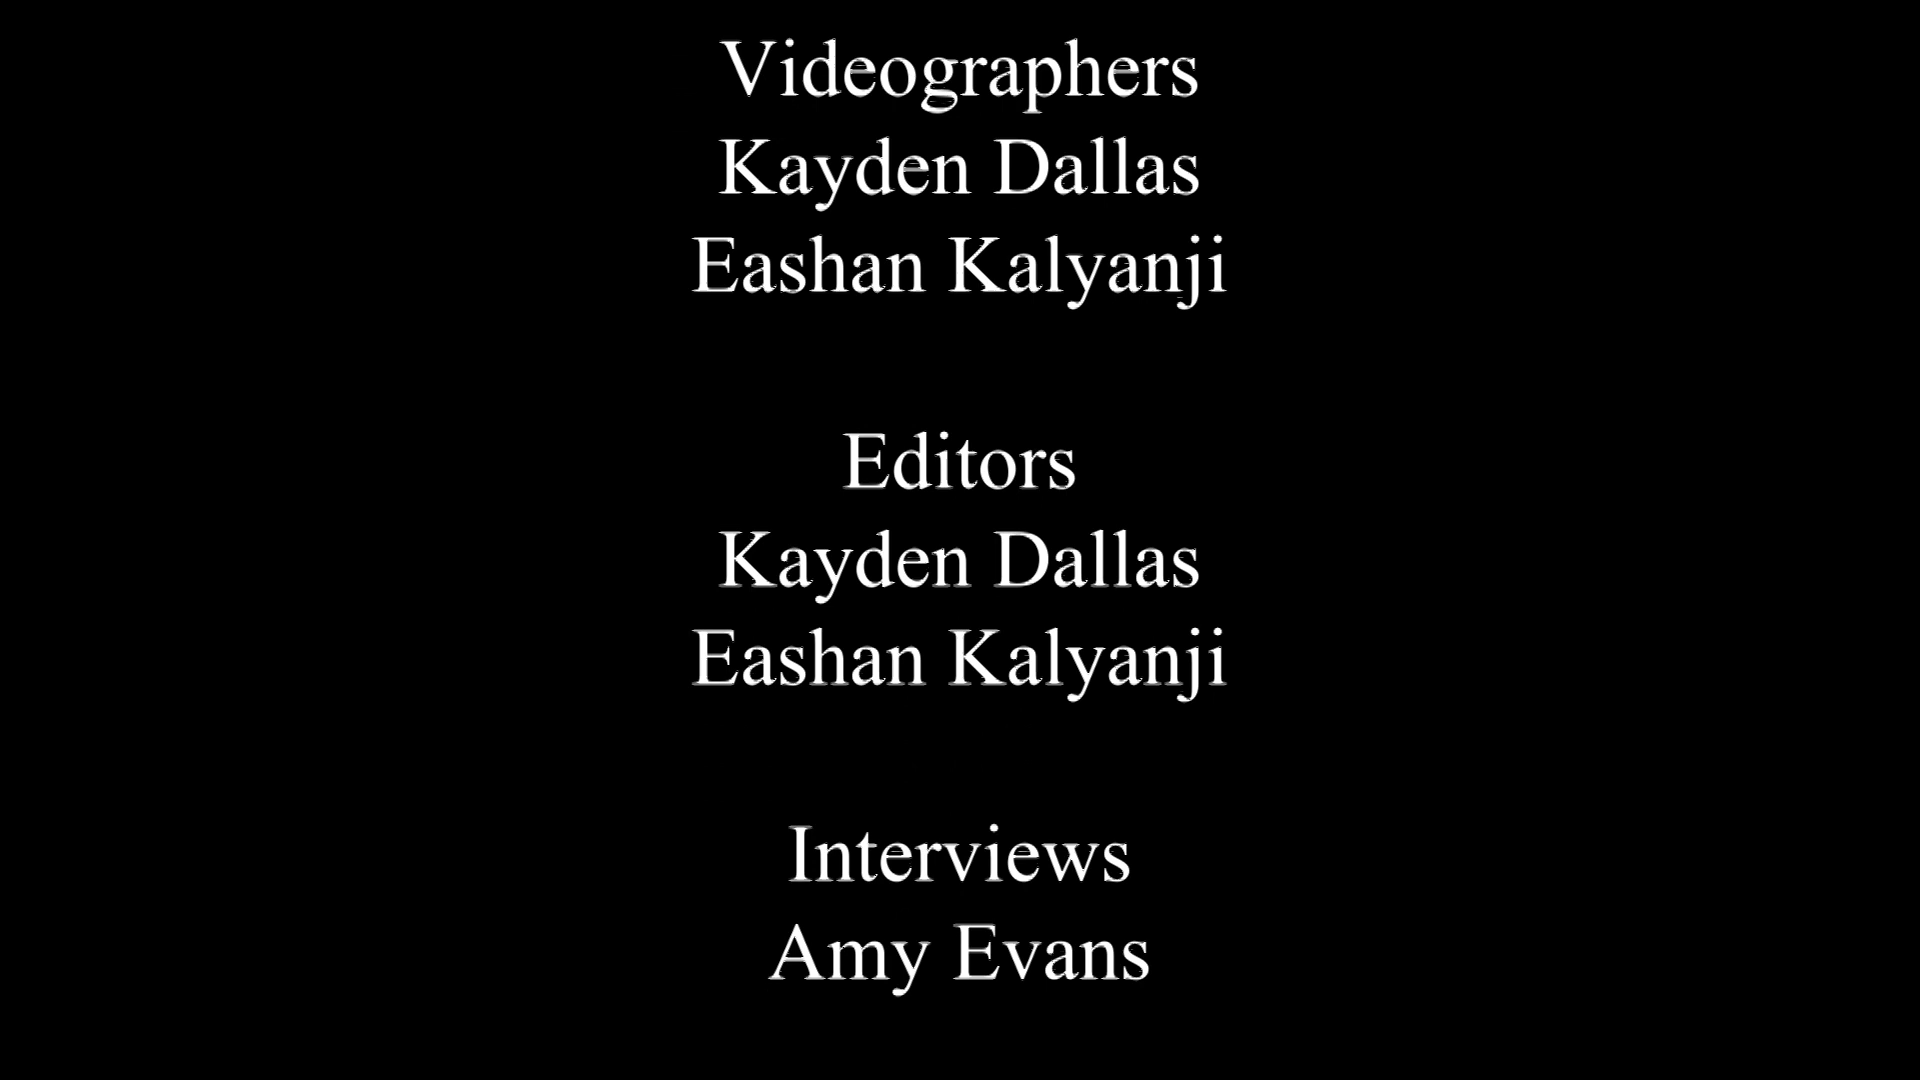 Videographers
Kayden Dallas
Eashan Kalyanji
Editors
Kayden Dallas
Eashan Kalyanji
Interviews
Amy Evans